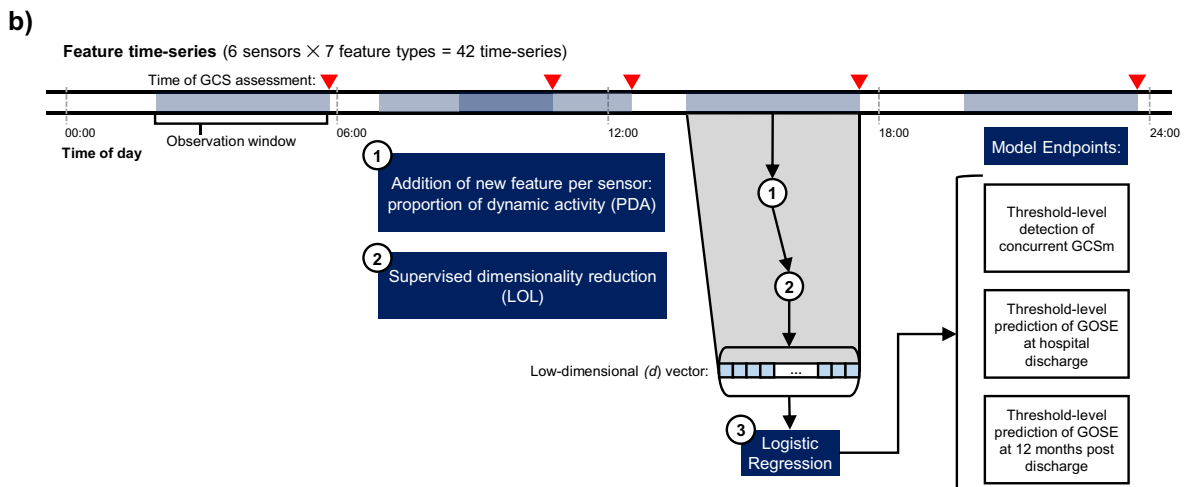 b)
Feature time-series (6 sensors × 7 feature types = 42 time-series)
Time of GCS assessment:
00:00
06:00
12:00
18:00
24:00
Observation window
Time of day
1
Addition of new feature per sensor:
proportion of dynamic activity (PDA)
2
Supervised dimensionality reduction
(LOL)
1
2
Low-dimensional (d) vector:
...
3
Logistic
Regression
Model Endpoints:
Threshold-level
detection of
concurrent GCSm
Threshold-level
prediction of GOSE
at hospital
discharge
Threshold-level
prediction of GOSE
at 12 months post
discharge